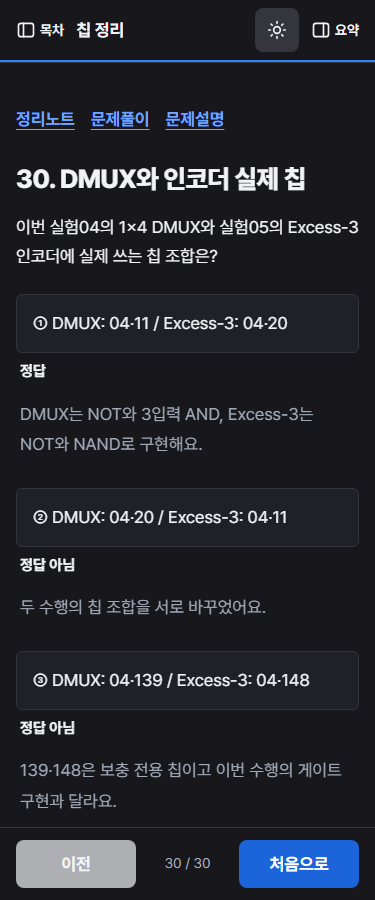 목차 칩 정리 요약
정리노트 문제풀이 문제설명
30. DMUX와 인코더 실제 칩
이번 실험04의 1×4 DMUX와 실험05의 Excess-3
인코더에 실제 쓰는 칩 조합은?
① DMUX: 04·11 / Excess-3: 04·20
정답
DMUX는 NOT와 3입력 AND, Excess-3는
NOT와 NAND로 구현해요.
② DMUX: 04·20 / Excess-3: 04·11
정답 아님
두 수행의 칩 조합을 서로 바꾸었어요.
③ DMUX: 04·139 / Excess-3: 04·148
정답 아님
139·148은 보충 전용 칩이고 이번 수행의 게이트
구현과 달라요.
이전 30 / 30 처음으로